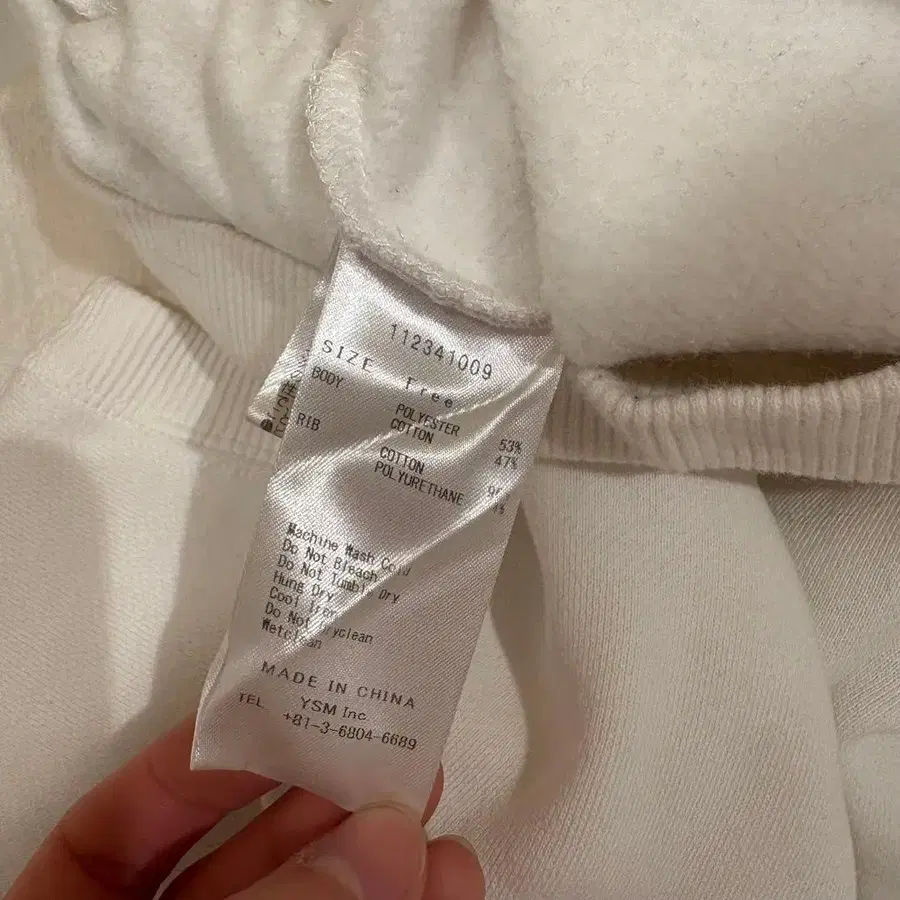 112341009
SIZE Free
BODY POLYESTER 53%
COTTON 47%
RIB COTTON
POLYURETHANE
Machine Wash Cold
Do Not Bleach
Do Not Tumble Dry
Hung Dry
Cool Iron
Do Not Dryclean
Wetclean
MADE IN CHINA
YSM Inc
TEL +81-3-6804-6689